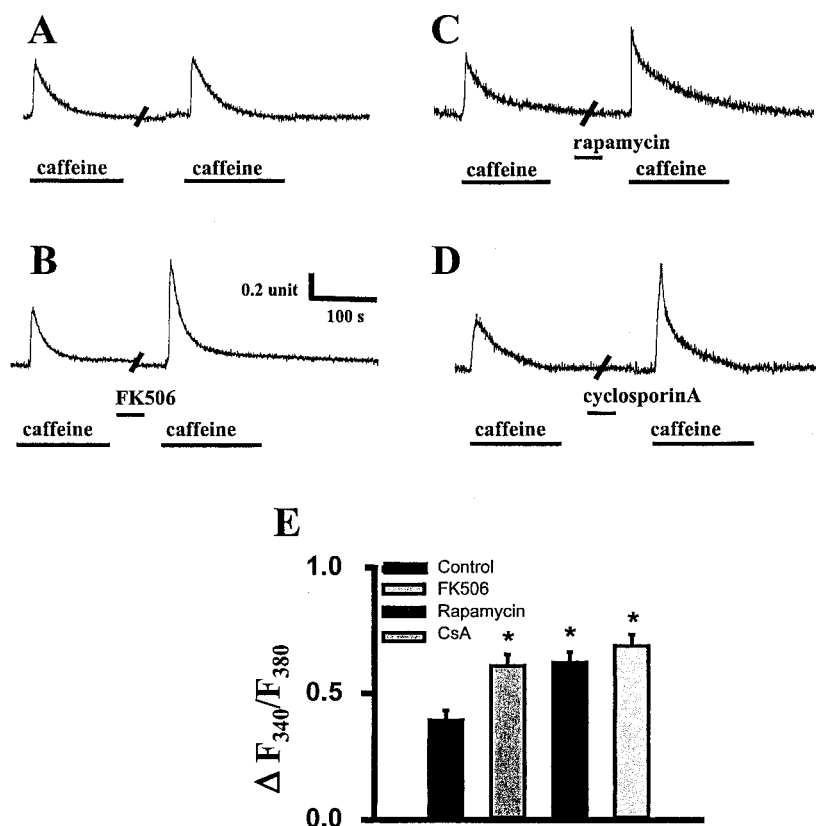 A
caffeine
caffeine
C
rapamycin
caffeine
caffeine
B
0.2 unit
100 s
FK506
caffeine
caffeine
D
cyclosporinA
caffeine
caffeine
E
1.0
0.5
0.0
Δ F340/F380
Control
FK506
Rapamycin
CsA
*
*
*